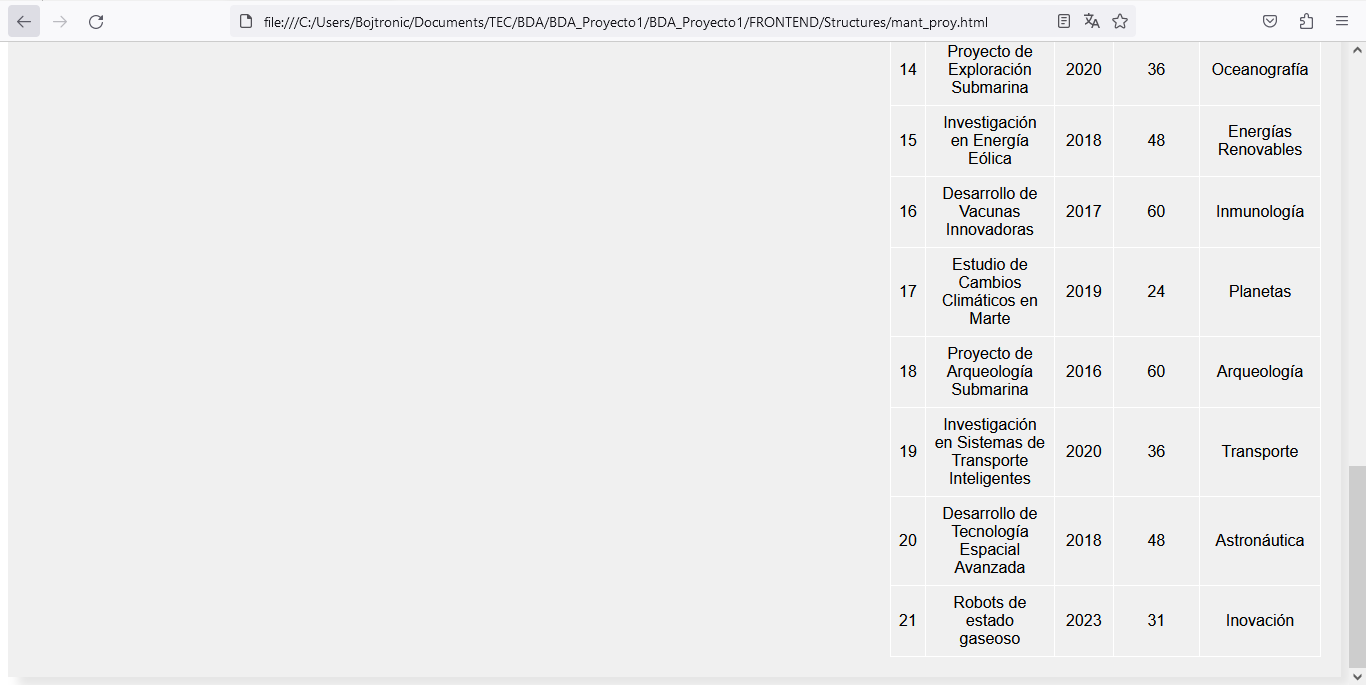 file:///C:/Users/Bojtronic/Documents/TEC/BDA/BDA_Proyecto1/BDA_Proyecto1/FRONTEND/Structures/mant_proy.html
14
Proyecto de
Exploración
Submarina
2020
36
Oceanografía
15
Investigación
en Energía
Eólica
2018
48
Energías
Renovables
16
Desarrollo de
Vacunas
Innovadoras
2017
60
Inmunología
17
Estudio de
Cambios
Climáticos en
Marte
2019
24
Planetas
18
Proyecto de
Arqueología
Submarina
2016
60
Arqueología
19
Investigación
en Sistemas de
Transporte
Inteligentes
2020
36
Transporte
20
Desarrollo de
Tecnología
Espacial
Avanzada
2018
48
Astronáutica
21
Robots de
estado
gaseoso
2023
31
Inovación